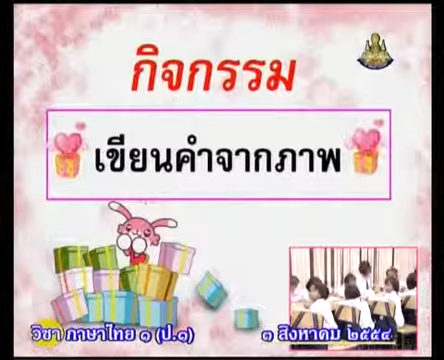 กิจกรรม
เขียนคำจากภาพ
วิชา ภาษาไทย ๑ (ป.๑)
๓ สิงหาคม ๒๕๕๔